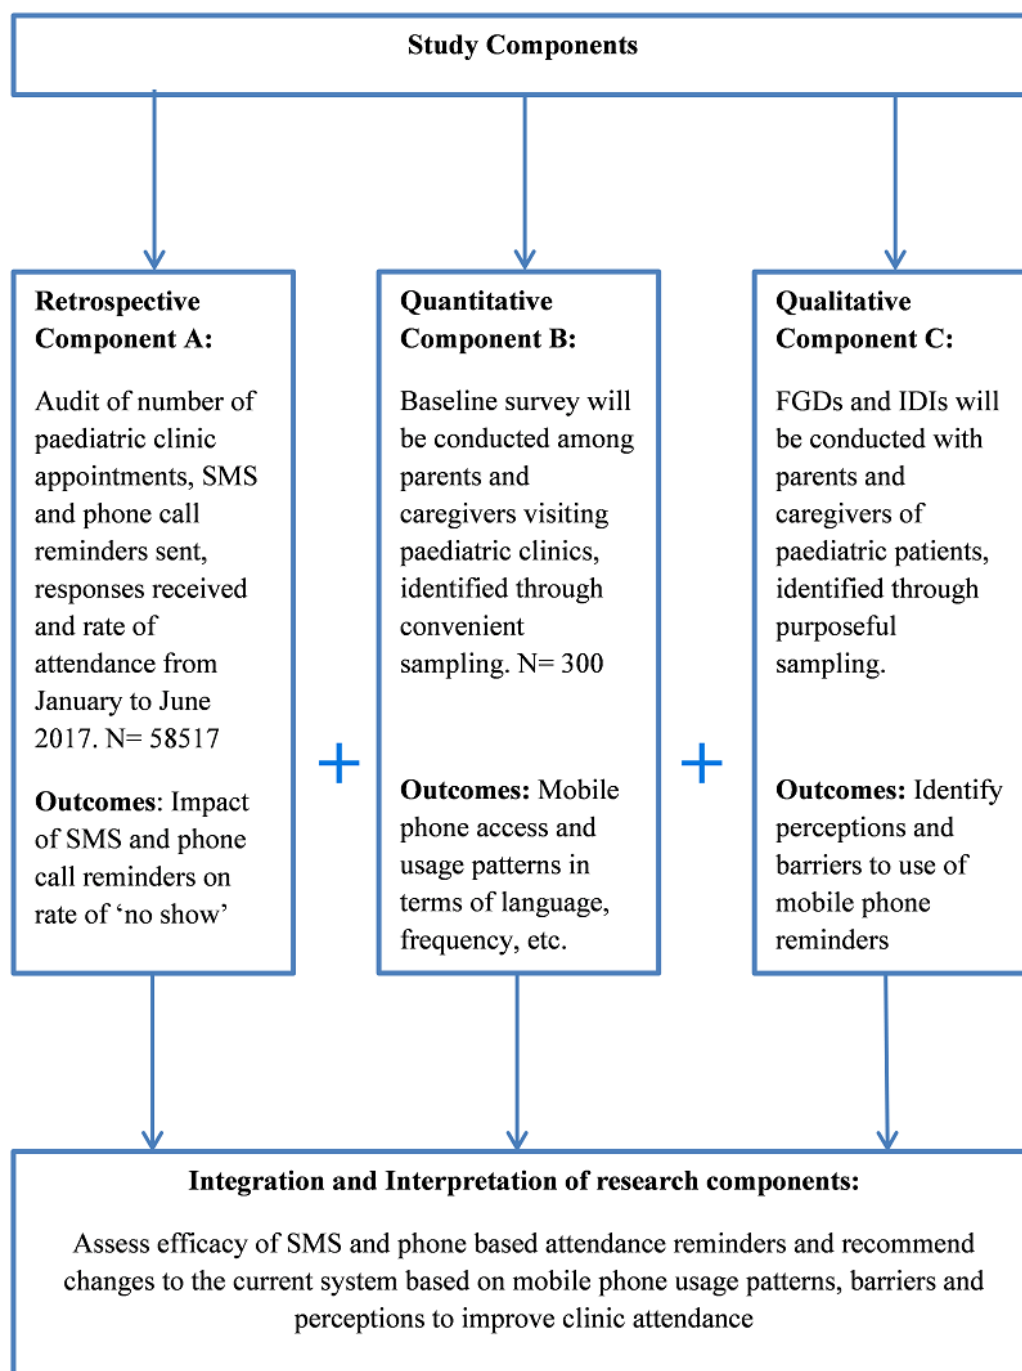 Study Components
Retrospective
Component A:
Audit of number of
paediatric clinic
appointments, SMS
and phone call
reminders sent,
responses received
and rate of
attendance from
January to June
2017. N= 58517
Outcomes: Impact
of SMS and phone
call reminders on
rate of ‘no show’
+
Quantitative
Component B:
Baseline survey will
be conducted among
parents and
caregivers visiting
paediatric clinics,
identified through
convenient
sampling. N= 300
Outcomes: Mobile
phone access and
usage patterns in
terms of language,
frequency, etc.
+
Qualitative
Component C:
FGDs and IDIs will
be conducted with
parents and
caregivers of
paediatric patients,
identified through
purposeful
sampling.
Outcomes: Identify
perceptions and
barriers to use of
mobile phone
reminders
Integration and Interpretation of research components:
Assess efficacy of SMS and phone based attendance reminders and recommend
changes to the current system based on mobile phone usage patterns, barriers and
perceptions to improve clinic attendance